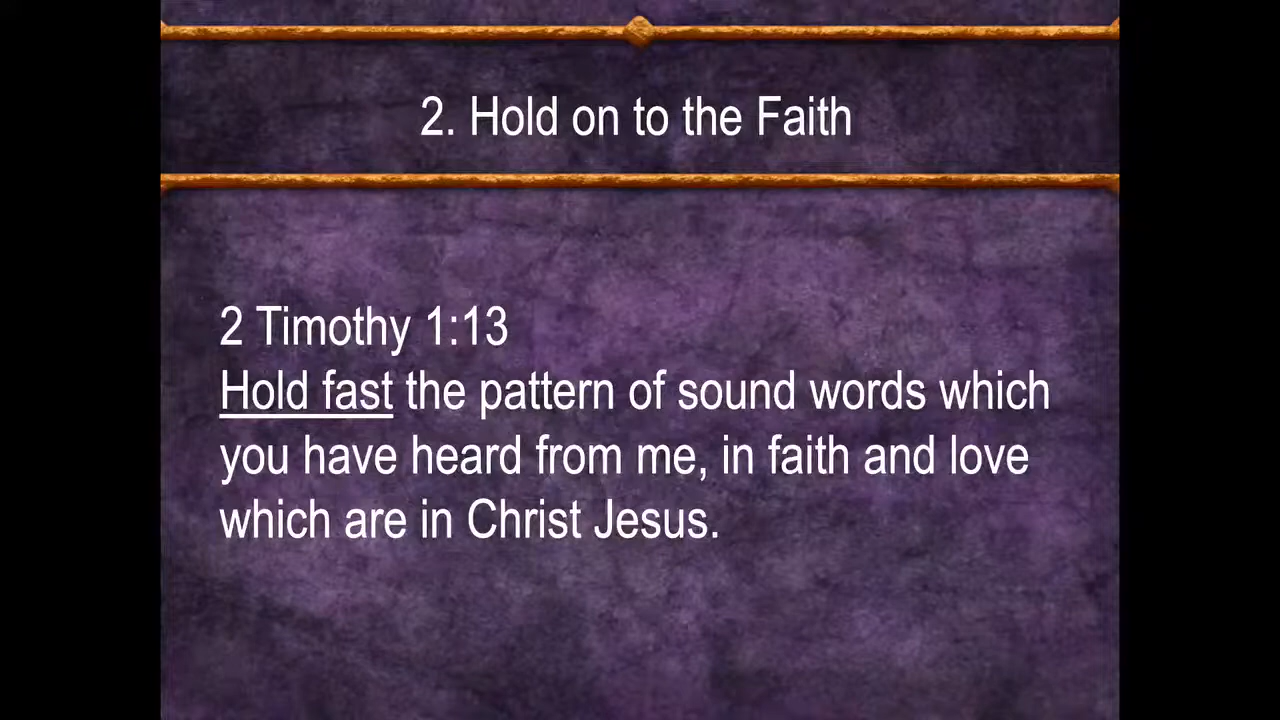 2. Hold on to the Faith
2 Timothy 1:13
Hold fast the pattern of sound words which
you have heard from me, in faith and love
which are in Christ Jesus.